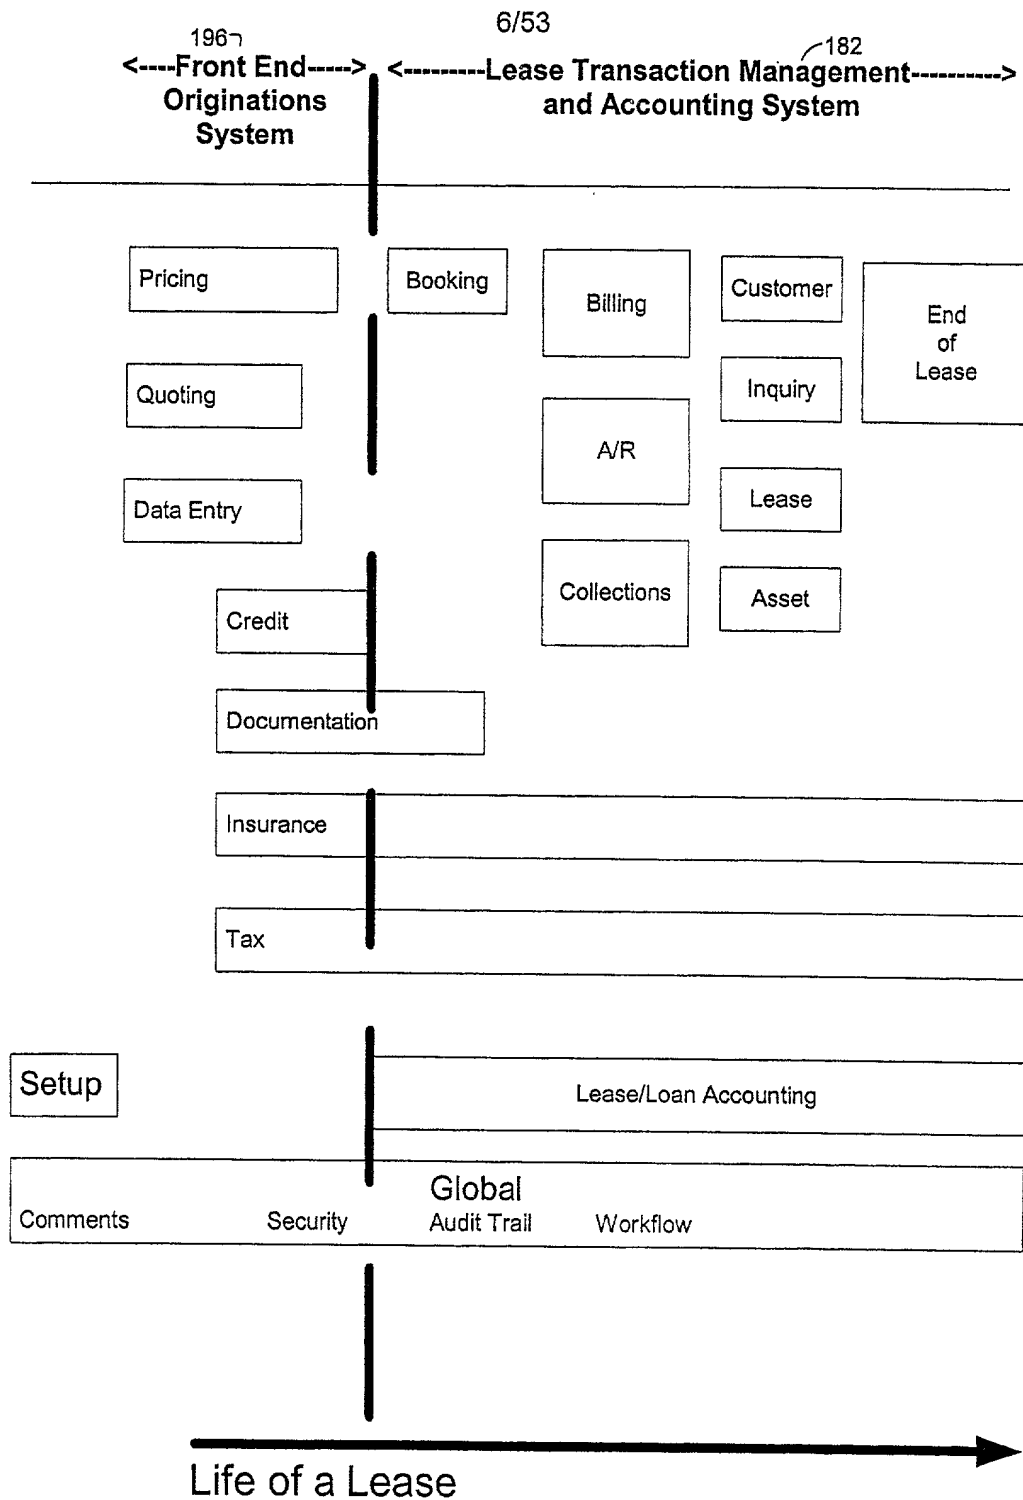 6/53
196
182
<----Front End----->
Originations
System
<---------Lease Transaction Management---------->
and Accounting System
Pricing
Booking
Billing
Customer
End
of
Lease
Quoting
Inquiry
A/R
Data Entry
Lease
Collections
Asset
Credit
Documentation
Insurance
Tax
Setup
Lease/Loan Accounting
Global
Comments Security Audit Trail Workflow
Life of a Lease